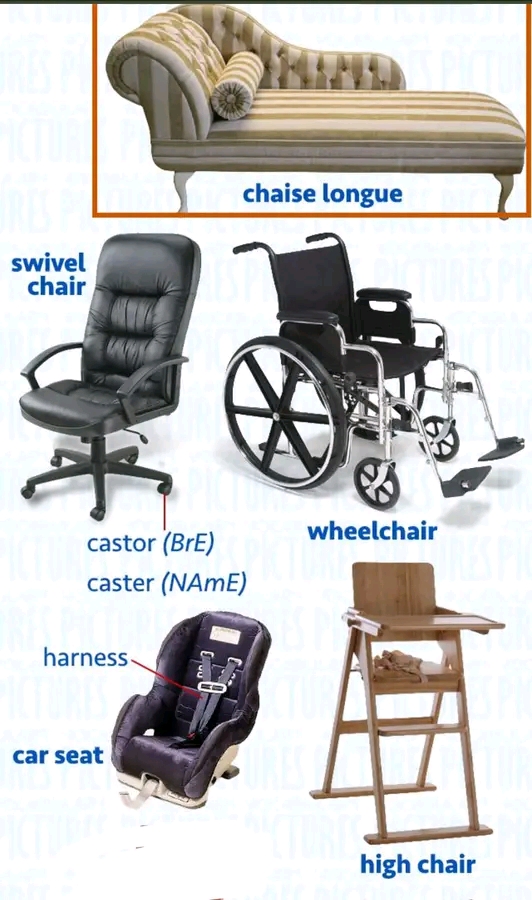 chaise longue
swivel
chair
castor (BrE)
caster (NAmE)
wheelchair
harness
car seat
high chair